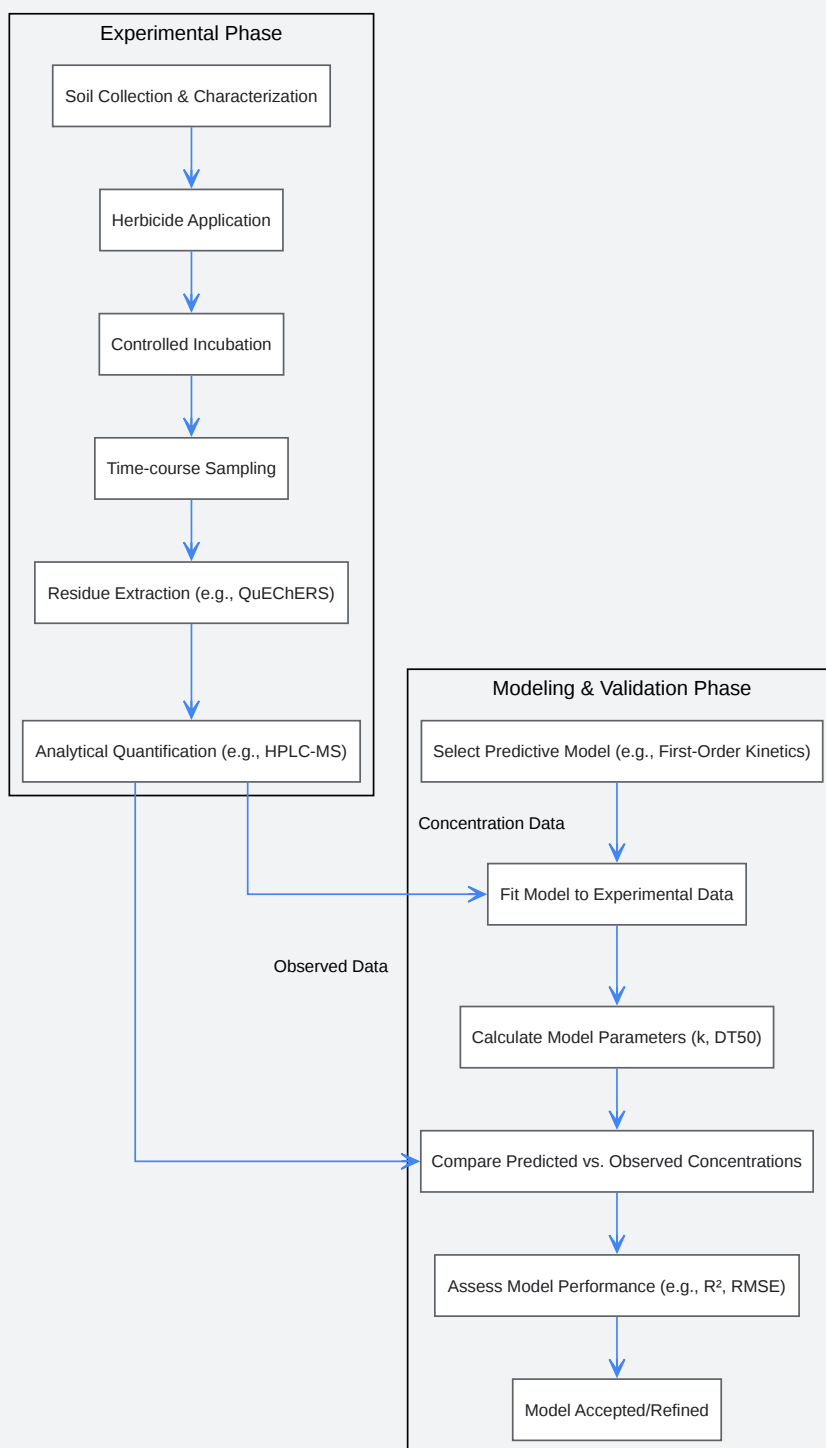 Experimental Phase
Soil Collection & Characterization
Herbicide Application
Controlled Incubation
Time-course Sampling
Residue Extraction (e.g., QuEChERS)
Analytical Quantification (e.g., HPLC-MS)
Modeling & Validation Phase
Select Predictive Model (e.g., First-Order Kinetics)
Concentration Data
Fit Model to Experimental Data
Observed Data
Calculate Model Parameters (k, DT50)
Compare Predicted vs. Observed Concentrations
Assess Model Performance (e.g., R², RMSE)
Model Accepted/Refined